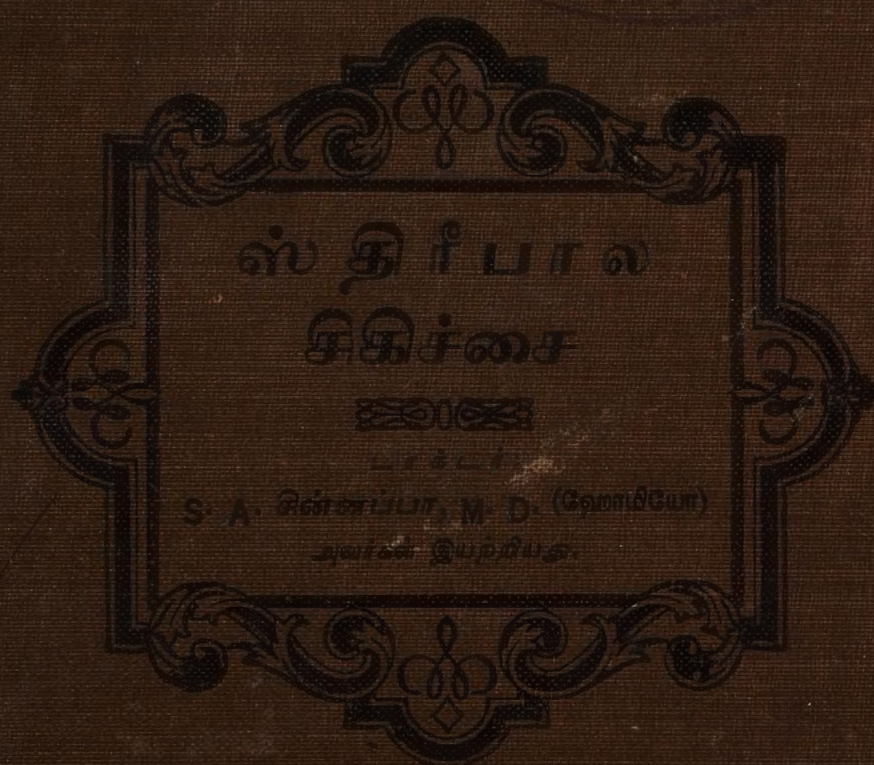 ஸ்திரீபால
சிகிச்சை
டாக்டர்
S. A. சின்னப்பா, M. D. (ஹோமியோ)
அவர்கள் இயற்றியது.